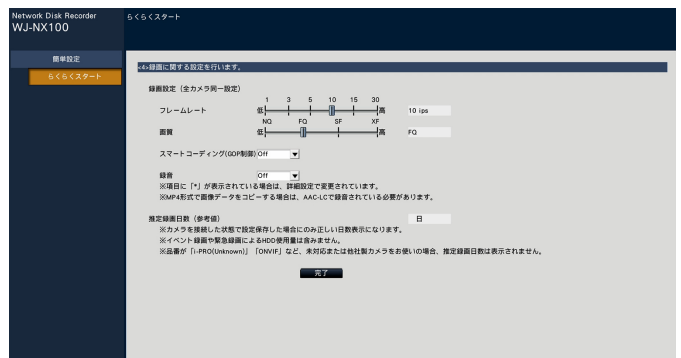 Network Disk Recorder
WJ-NX100
らくらくスタート
簡単設定
らくらくスタート
<4>録画に関する設定を行います。
録画設定（全カメラ同一設定）
1 3 5 10 15 30
フレームレート 低 高 10 ips
NQ FQ SF XF
画質 低 高 FQ
スマートコーディング(GOP制御) Off
録音 Off
※項目に「*」が表示されている場合は、詳細設定で変更されています。
※MP4形式で画像データをコピーする場合は、AAC-LCで録音されている必要があります。
推定録画日数（参考値） 日
※カメラを接続した状態で設定保存した場合にのみ正しい日数表示になります。
※イベント録画や緊急録画によるHDD使用量は含みません。
※品番が「i-PRO(Unknown)」「ONVIF」など、未対応または他社製カメラをお使いの場合、推定録画日数は表示されません。
完了